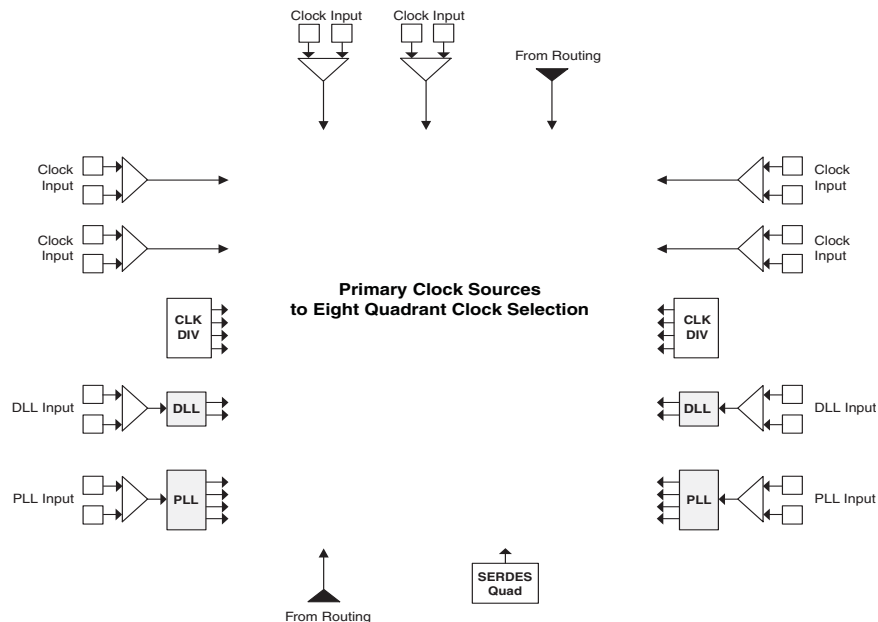 Clock Input
Clock Input
From Routing
Clock
Input
Clock
Input
Clock
Input
Clock
Input
Primary Clock Sources
to Eight Quadrant Clock Selection
CLK
DIV
CLK
DIV
DLL Input
DLL
DLL
DLL Input
PLL Input
PLL
PLL
PLL Input
SERDES
Quad
From Routing